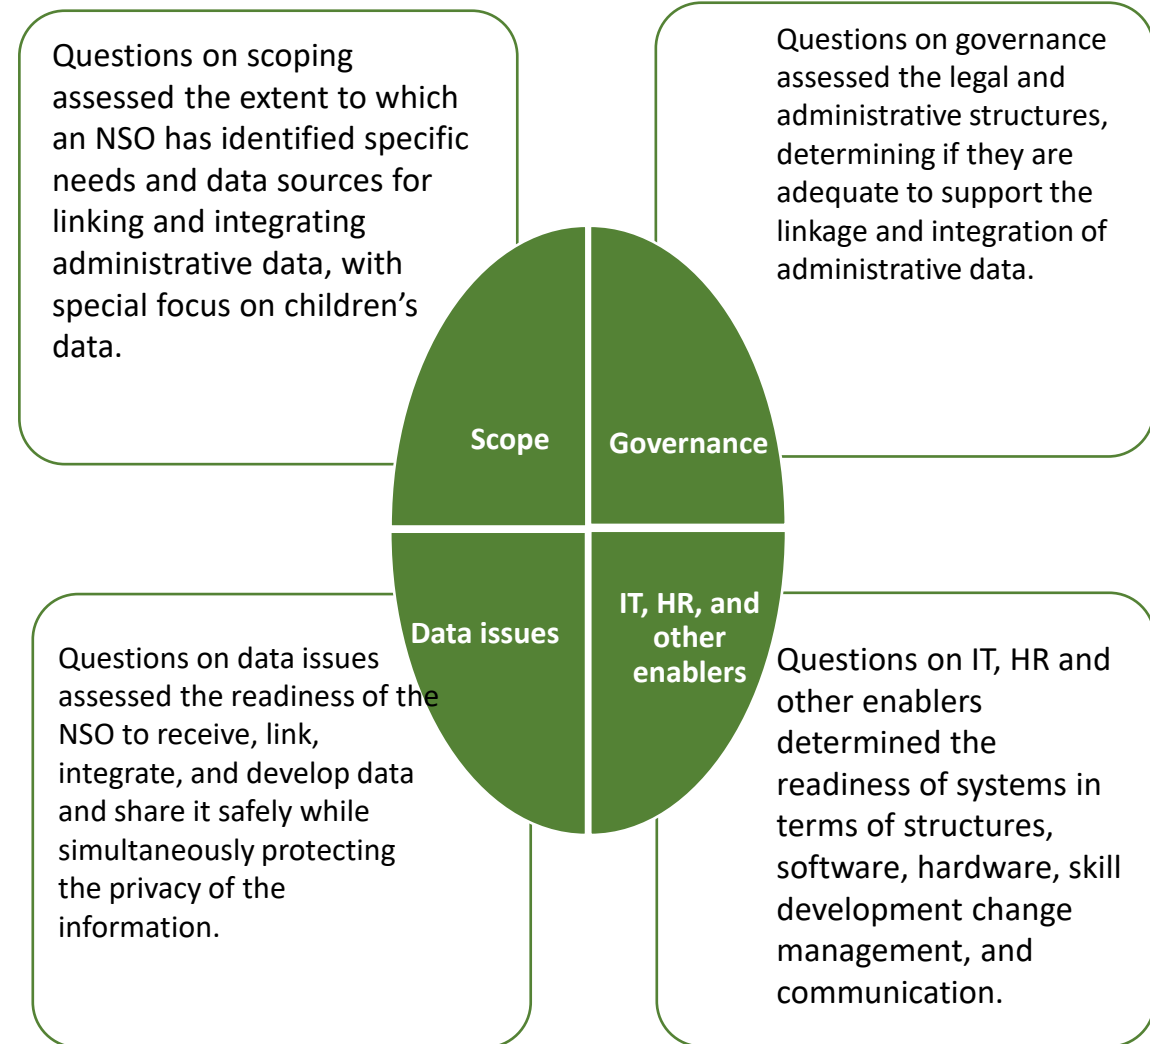 Questions on scoping
assessed the extent to which
an NSO has identified specific
needs and data sources for
linking and integrating
administrative data, with
special focus on children’s
data.
Questions on governance
assessed the legal and
administrative structures,
determining if they are
adequate to support the
linkage and integration of
administrative data.
Scope
Governance
Data issues
IT, HR, and
other
enablers
Questions on data issues
assessed the readiness of the
NSO to receive, link,
integrate, and develop data
and share it safely while
simultaneously protecting
the privacy of the
information.
Questions on IT, HR and
other enablers
determined the
readiness of systems in
terms of structures,
software, hardware, skill
development change
management, and
communication.